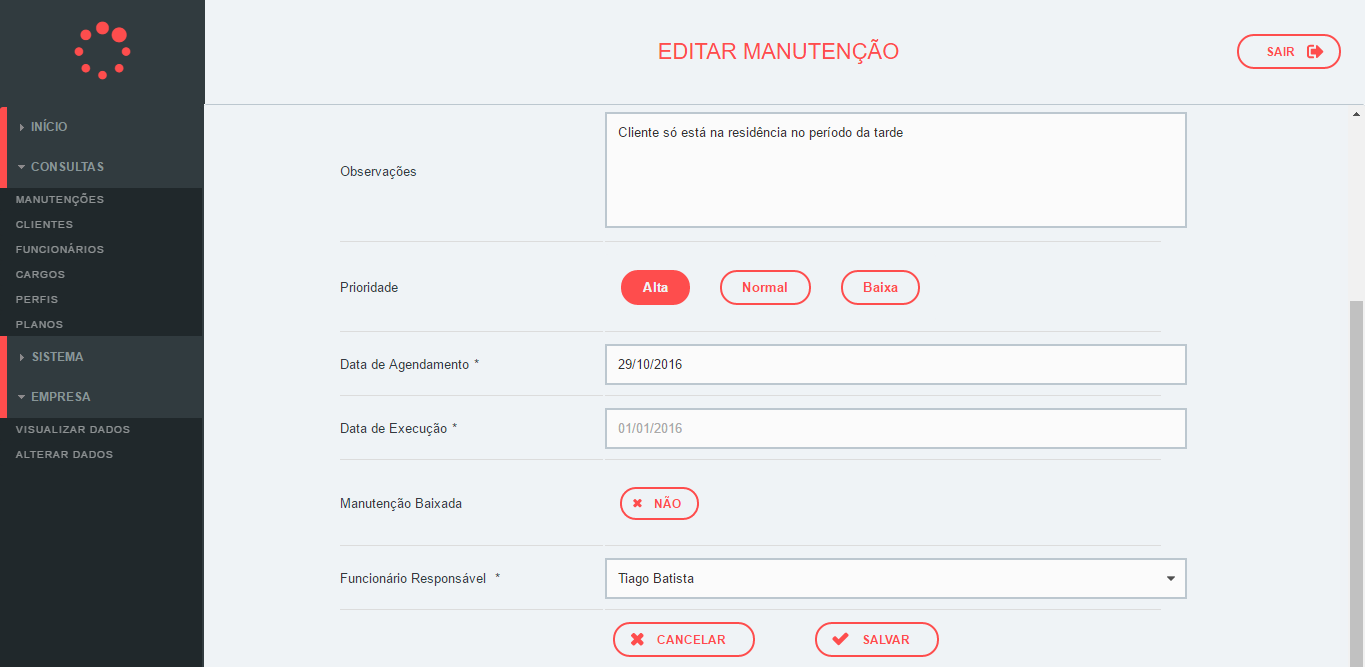 EDITAR MANUTENÇÃO
SAIR
INÍCIO
CONSULTAS
MANUTENÇÕES
CLIENTES
FUNCIONÁRIOS
CARGOS
PERFIS
PLANOS
SISTEMA
EMPRESA
VISUALIZAR DADOS
ALTERAR DADOS
Observações
Cliente só está na residência no período da tarde
Prioridade
Alta
Normal
Baixa
Data de Agendamento *
29/10/2016
Data de Execução *
01/01/2016
Manutenção Baixada
NÃO
Funcionário Responsável *
Tiago Batista
CANCELAR
SALVAR